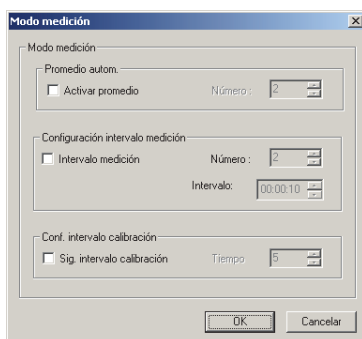 Modo medición
Modo medición
Promedio autom.
Activar promedio Número : 2
Configuración intervalo medición
Intervalo medición Número : 2
Intervalo: 00:00:10
Conf. intervalo calibración
Sig. intervalo calibración Tiempo 5
OK Cancelar